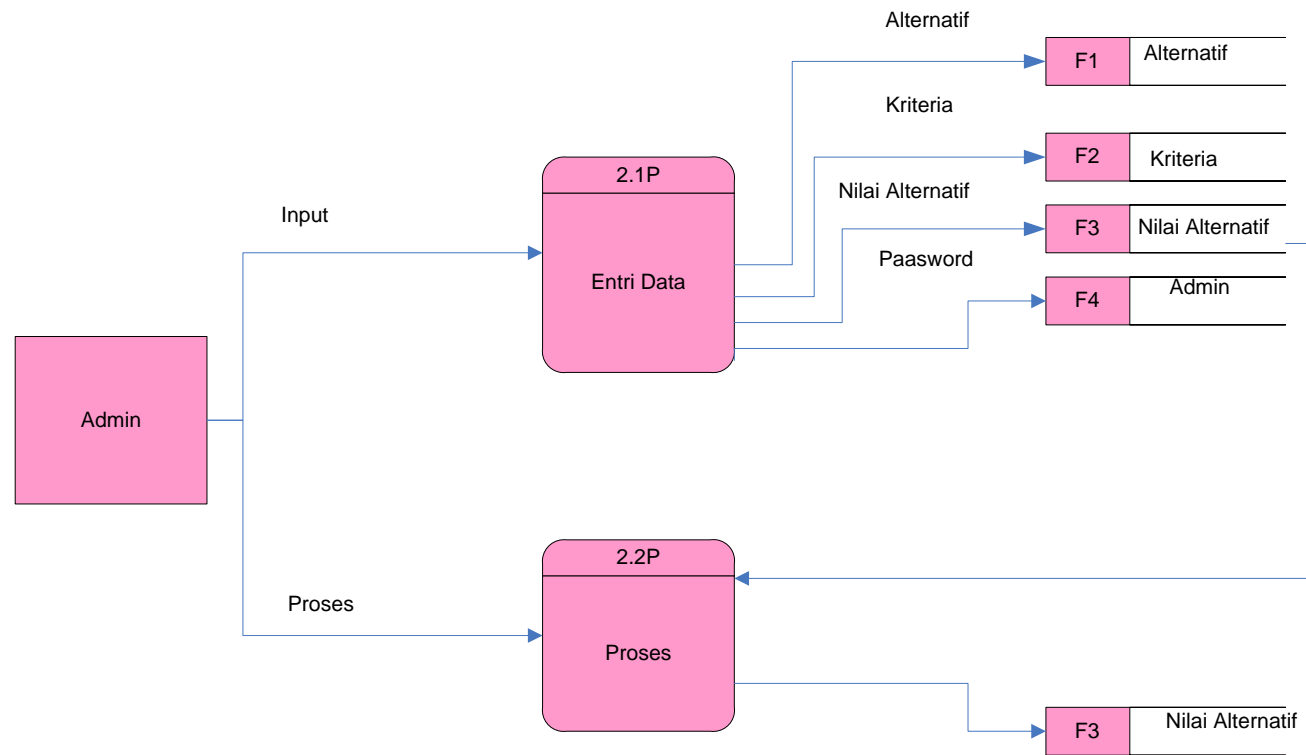 Alternatif
F1
Alternatif
Kriteria
F2
Kriteria
2.1P
Nilai Alternatif
Input
F3
Nilai Alternatif
Paasword
Entri Data
F4
Admin
Admin
2.2P
Proses
Proses
F3
Nilai Alternatif